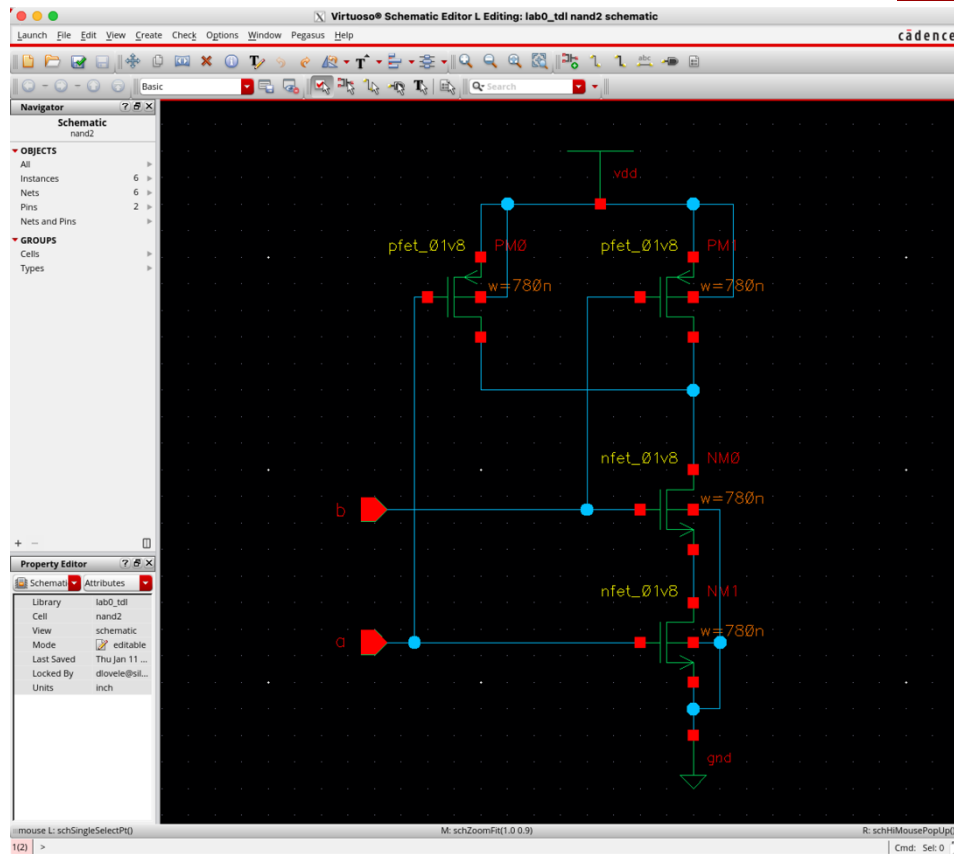 Virtuoso® Schematic Editor L Editing: lab0_tdl nand2 schematic
Launch File Edit View Create Check Options Window Pegasus Help
cādence
Basic
Search
Navigator
Schematic
nand2
OBJECTS
All
Instances 6
Nets 6
Pins 2
Nets and Pins
GROUPS
Cells
Types
vdd
pfet_01v8 PM0
pfet_01v8 PM1
w=780n
w=780n
nfet_01v8 NM0
w=780n
b
nfet_01v8 NM1
w=780n
a
gnd
Property Editor
Schemati Attributes
Library lab0_tdl
Cell nand2
View schematic
Mode editable
Last Saved Thu Jan 11 ...
Locked By dlovele@sil...
Units inch
mouse L: schSingleSelectPt() M: schZoomFit(1.0 0.9) R: schHiMousePopUp()
1(2) > Cmd: Sel: 0